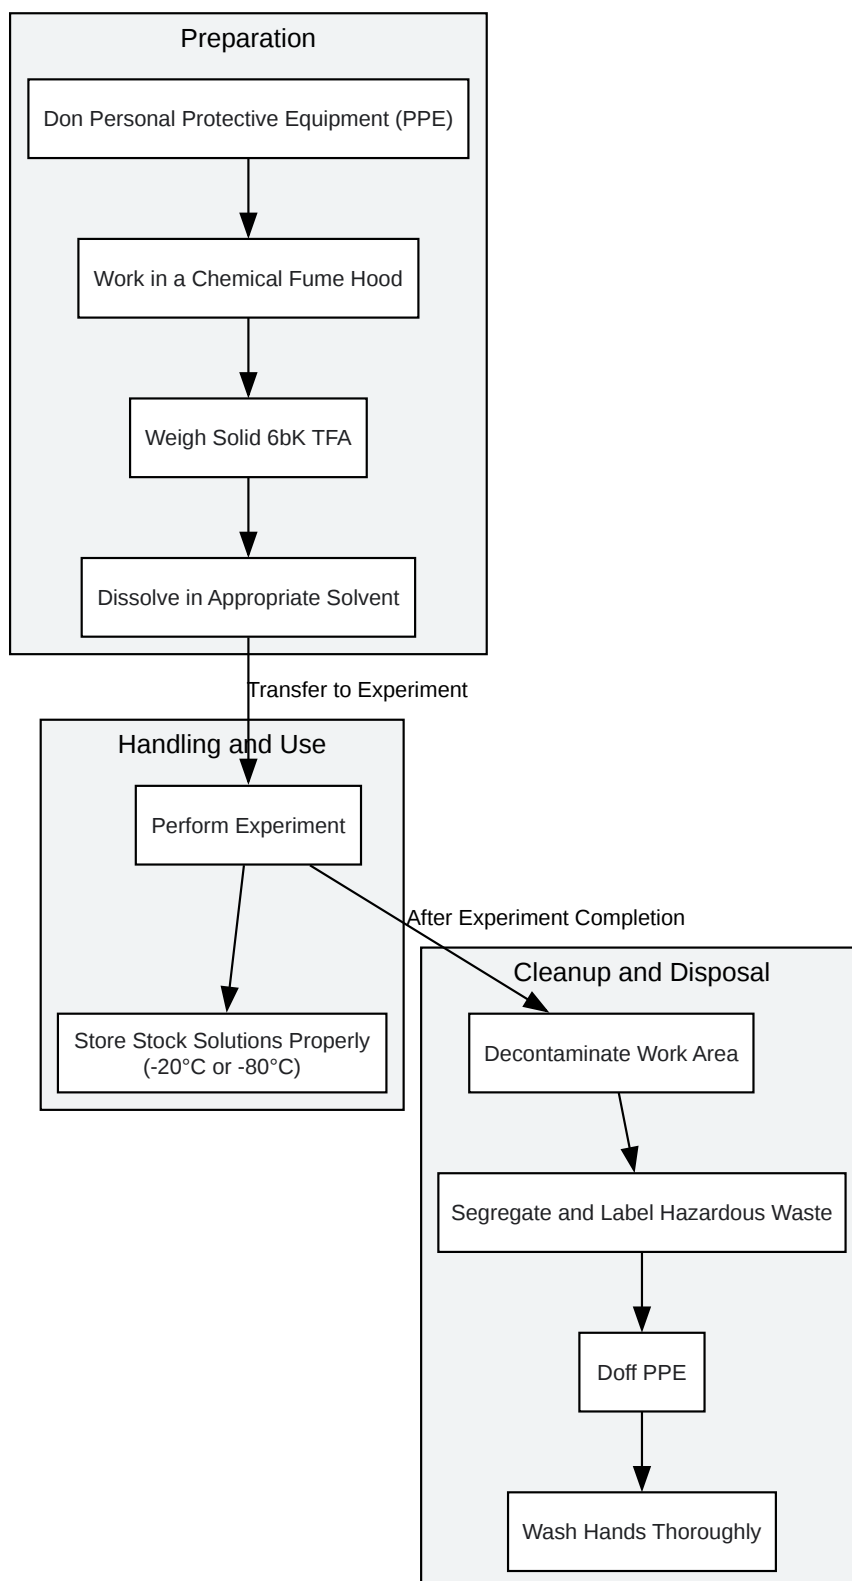 Preparation
Don Personal Protective Equipment (PPE)
Work in a Chemical Fume Hood
Weigh Solid 6bK TFA
Dissolve in Appropriate Solvent
Transfer to Experiment
Handling and Use
Perform Experiment
After Experiment Completion
Store Stock Solutions Properly
(-20°C or -80°C)
Cleanup and Disposal
Decontaminate Work Area
Segregate and Label Hazardous Waste
Doff PPE
Wash Hands Thoroughly